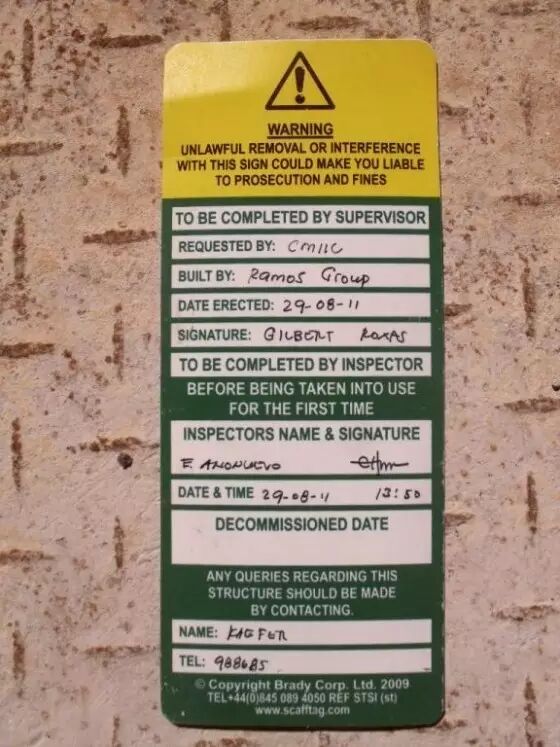 WARNING
UNLAWFUL REMOVAL OR INTERFERENCE
WITH THIS SIGN COULD MAKE YOU LIABLE
TO PROSECUTION AND FINES
TO BE COMPLETED BY SUPERVISOR
REQUESTED BY:
BUILT BY: Ramos Group
DATE ERECTED: 29-08-11
SIGNATURE: GILBERT ROXAS
TO BE COMPLETED BY INSPECTOR
BEFORE BEING TAKEN INTO USE
FOR THE FIRST TIME
INSPECTORS NAME & SIGNATURE
E. ANONUEVO
DATE & TIME 29-08-11 13:50
DECOMMISSIONED DATE
ANY QUERIES REGARDING THIS
STRUCTURE SHOULD BE MADE
BY CONTACTING.
NAME: KAEFER
TEL: 988685
© Copyright Brady Corp. Ltd. 2009
TEL+44(0)845 089 4050 REF STSI (st)
www.scafftag.com